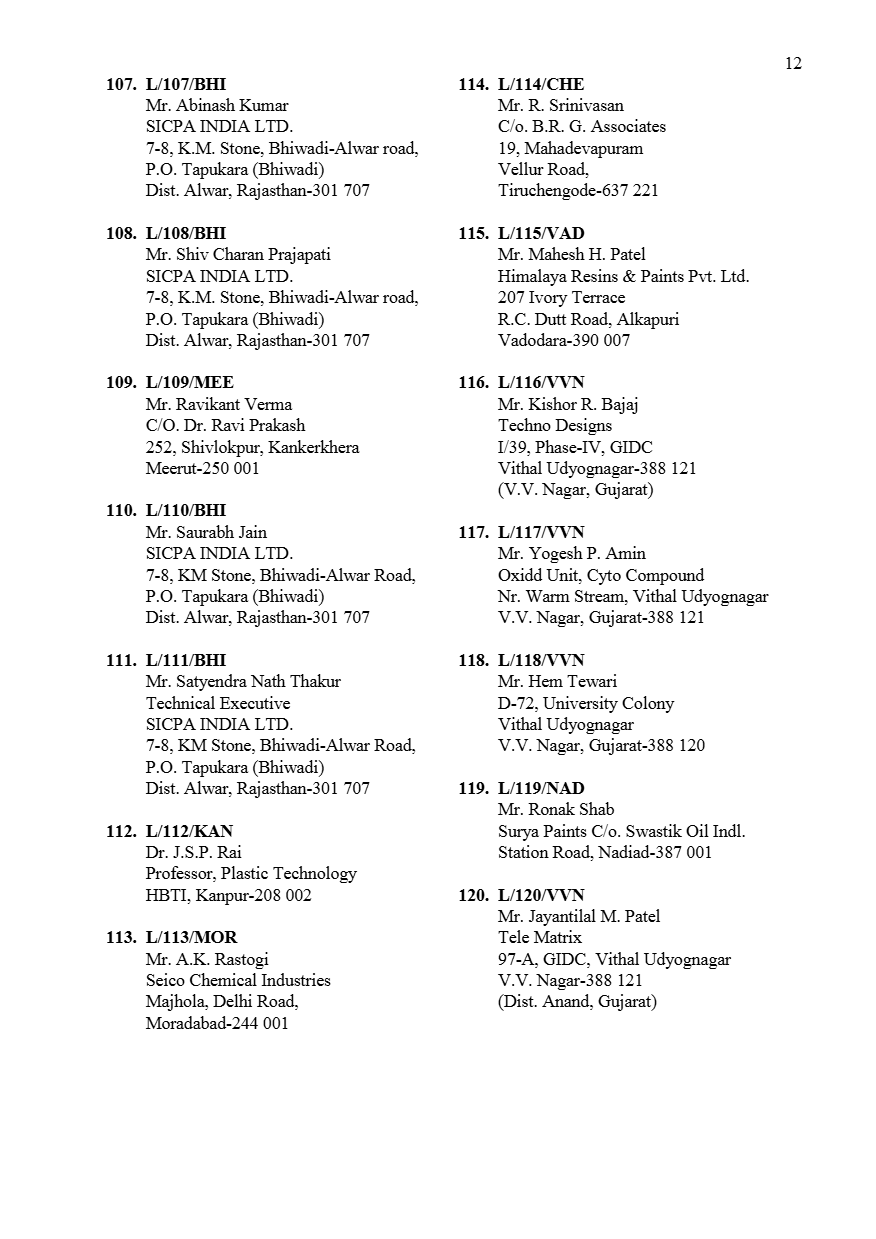 12
107. L/107/BHI
Mr. Abinash Kumar
SICPA INDIA LTD.
7-8, K.M. Stone, Bhiwadi-Alwar road,
P.O. Tapukara (Bhiwadi)
Dist. Alwar, Rajasthan-301 707
108. L/108/BHI
Mr. Shiv Charan Prajapati
SICPA INDIA LTD.
7-8, K.M. Stone, Bhiwadi-Alwar road,
P.O. Tapukara (Bhiwadi)
Dist. Alwar, Rajasthan-301 707
109. L/109/MEE
Mr. Ravikant Verma
C/O. Dr. Ravi Prakash
252, Shivlokpur, Kankerkhera
Meerut-250 001
110. L/110/BHI
Mr. Saurabh Jain
SICPA INDIA LTD.
7-8, KM Stone, Bhiwadi-Alwar Road,
P.O. Tapukara (Bhiwadi)
Dist. Alwar, Rajasthan-301 707
111. L/111/BHI
Mr. Satyendra Nath Thakur
Technical Executive
SICPA INDIA LTD.
7-8, KM Stone, Bhiwadi-Alwar Road,
P.O. Tapukara (Bhiwadi)
Dist. Alwar, Rajasthan-301 707
112. L/112/KAN
Dr. J.S.P. Rai
Professor, Plastic Technology
HBTI, Kanpur-208 002
113. L/113/MOR
Mr. A.K. Rastogi
Seico Chemical Industries
Majhola, Delhi Road,
Moradabad-244 001
114. L/114/CHE
Mr. R. Srinivasan
C/o. B.R. G. Associates
19, Mahadevapuram
Vellur Road,
Tiruchengode-637 221
115. L/115/VAD
Mr. Mahesh H. Patel
Himalaya Resins & Paints Pvt. Ltd.
207 Ivory Terrace
R.C. Dutt Road, Alkapuri
Vadodara-390 007
116. L/116/VVN
Mr. Kishor R. Bajaj
Techno Designs
I/39, Phase-IV, GIDC
Vithal Udyognagar-388 121
(V.V. Nagar, Gujarat)
117. L/117/VVN
Mr. Yogesh P. Amin
Oxidd Unit, Cyto Compound
Nr. Warm Stream, Vithal Udyognagar
V.V. Nagar, Gujarat-388 121
118. L/118/VVN
Mr. Hem Tewari
D-72, University Colony
Vithal Udyognagar
V.V. Nagar, Gujarat-388 120
119. L/119/NAD
Mr. Ronak Shab
Surya Paints C/o. Swastik Oil Indl.
Station Road, Nadiad-387 001
120. L/120/VVN
Mr. Jayantilal M. Patel
Tele Matrix
97-A, GIDC, Vithal Udyognagar
V.V. Nagar-388 121
(Dist. Anand, Gujarat)